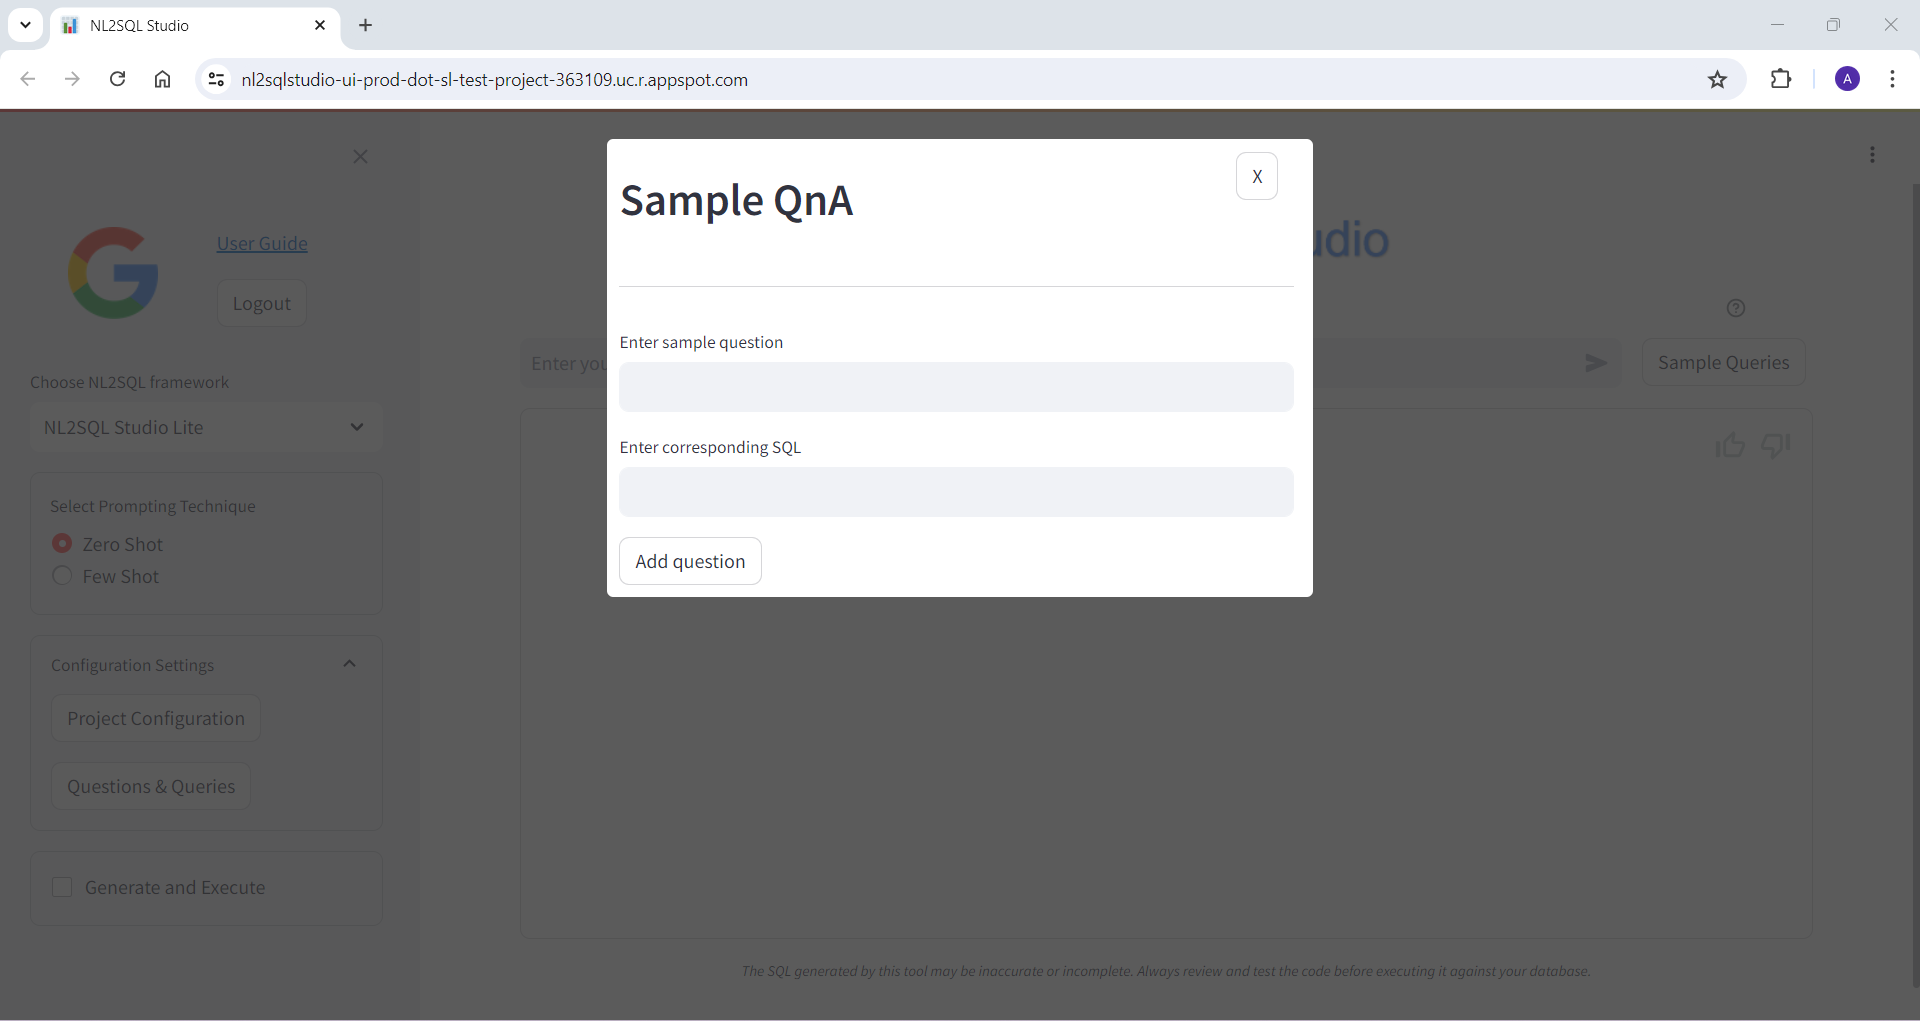 NL2SQL Studio
nl2sqlstudio-ui-prod-dot-sl-test-project-363109.uc.r.appspot.com
A
User Guide
Logout
Choose NL2SQL framework
NL2SQL Studio Lite
Select Prompting Technique
Zero Shot
Few Shot
Configuration Settings
Project Configuration
Questions & Queries
Generate and Execute
Sample QnA
X
Enter sample question
Enter corresponding SQL
Add question
Enter
Sample Queries
The SQL generated by this tool may be inaccurate or incomplete. Always review and test the code before executing it against your database.